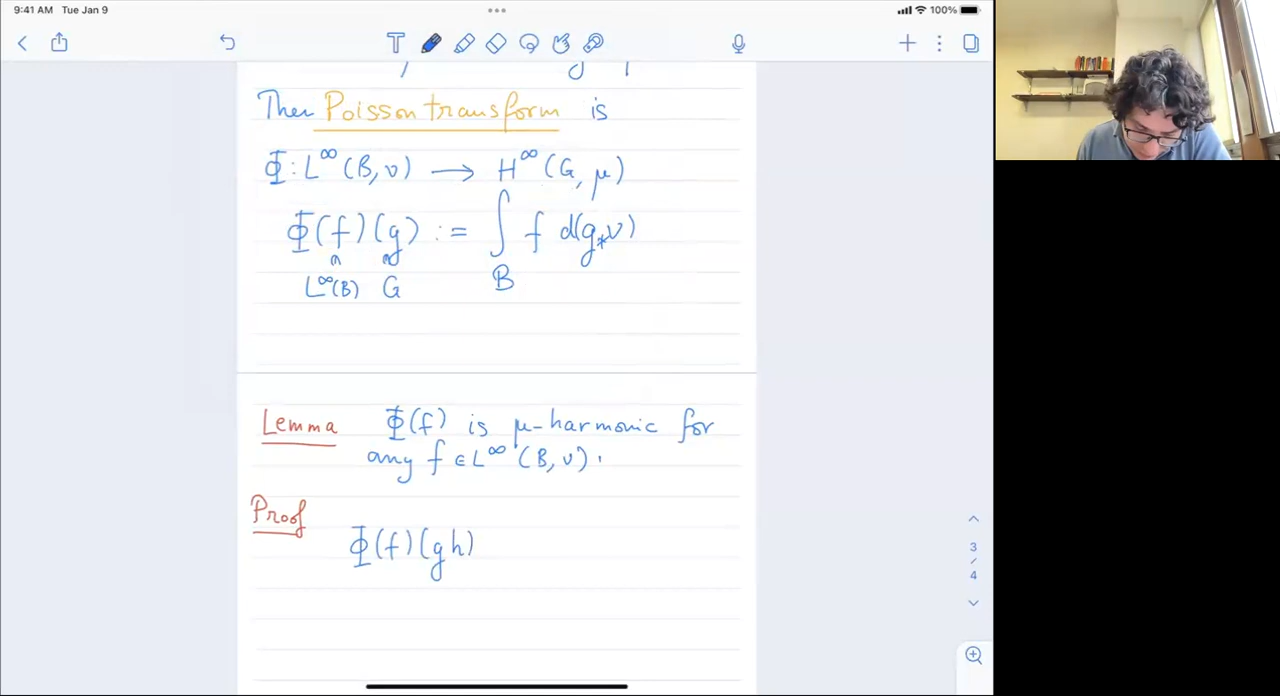 9:41 AM Tue Jan 9
100%
Then Poisson transform is
Φ : L^∞ (B, ν) → H^∞ (G, μ)
Φ(f)(g) := ∫_B f d(g_*ν)
L^∞(B) G
Lemma Φ(f) is μ-harmonic for
any f ∈ L^∞ (B, ν).
Proof
Φ(f)(gh)
3
/
4